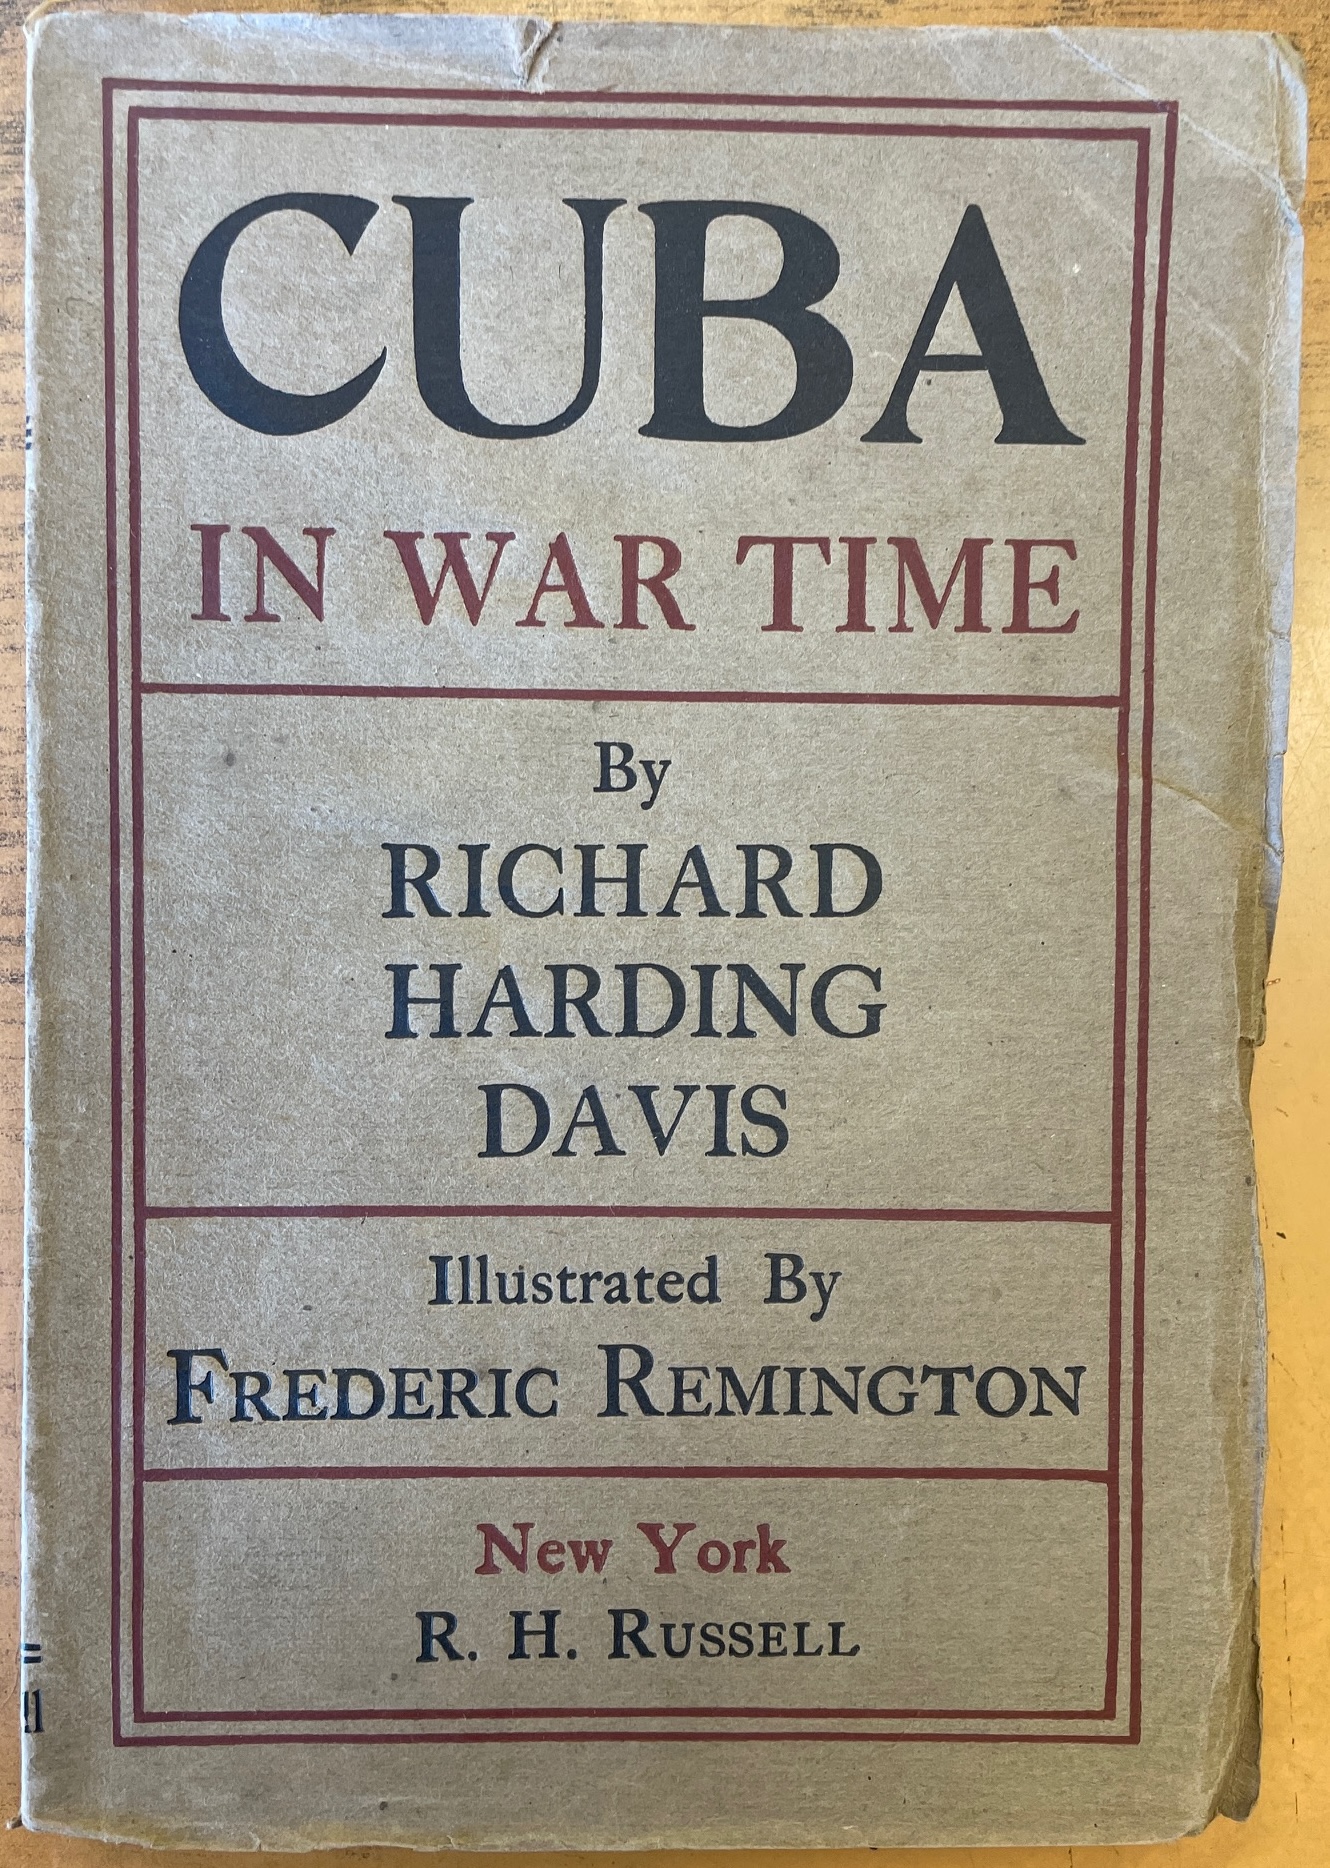 CUBA
IN WAR TIME
By
RICHARD
HARDING
DAVIS
Illustrated By
FREDERIC REMINGTON
New York
R. H. RUSSELL